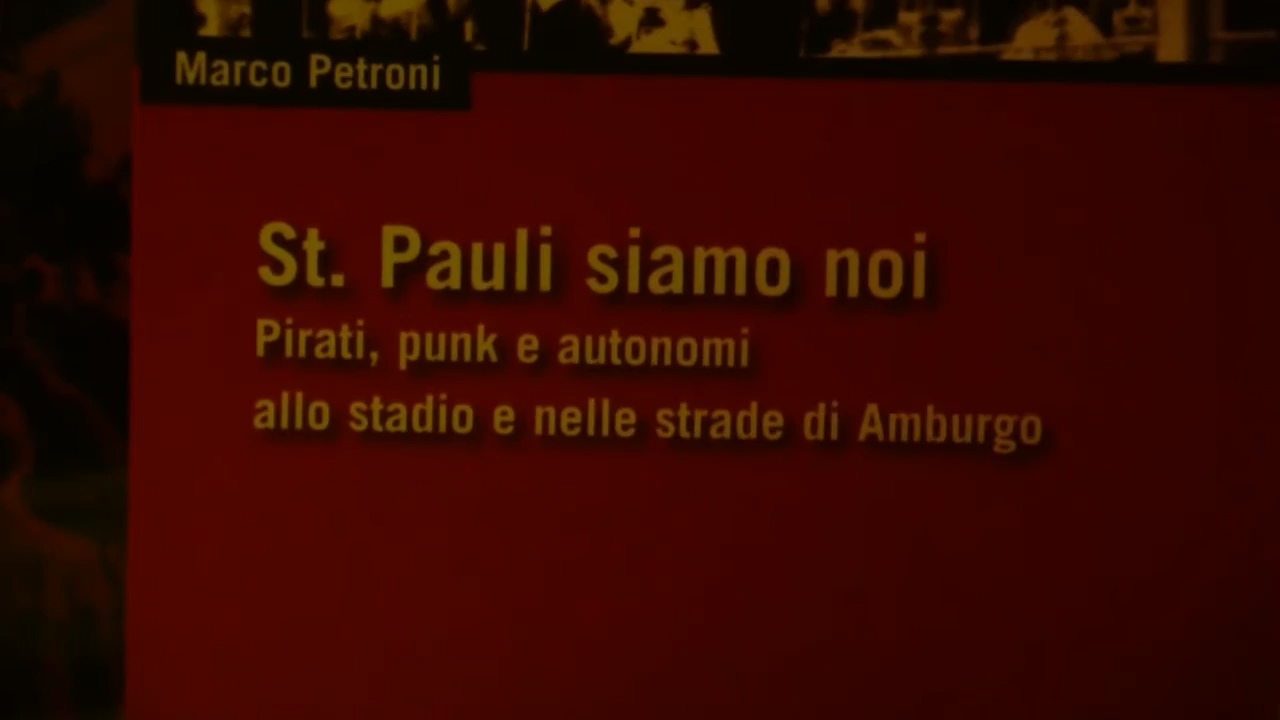 Marco Petroni
St. Pauli siamo noi
Pirati, punk e autonomi
allo stadio e nelle strade di Amburgo